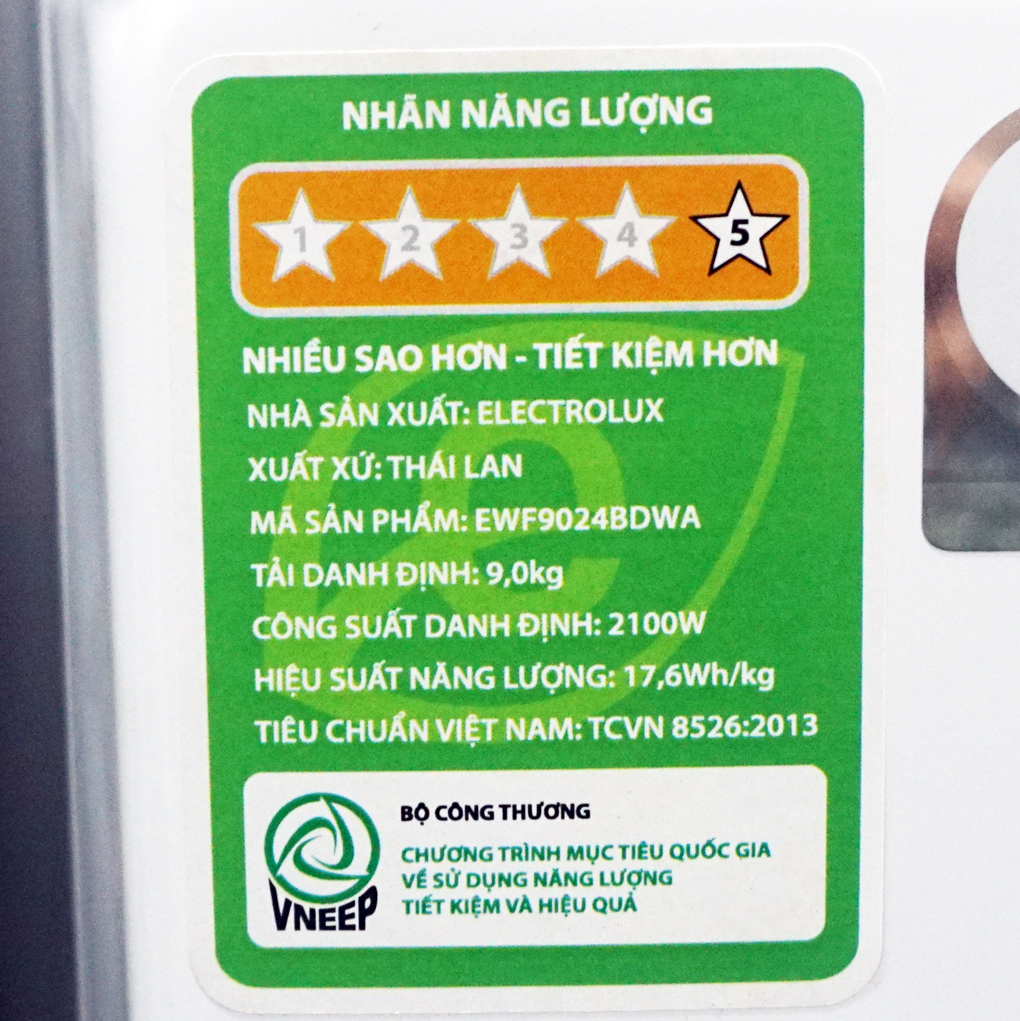 NHÃN NĂNG LƯỢNG
1 2 3 4 5
NHIỀU SAO HƠN - TIẾT KIỆM HƠN
NHÀ SẢN XUẤT: ELECTROLUX
XUẤT XỨ: THÁI LAN
MÃ SẢN PHẨM: EWF9024BDWA
TẢI DANH ĐỊNH: 9,0kg
CÔNG SUẤT DANH ĐỊNH: 2100W
HIỆU SUẤT NĂNG LƯỢNG: 17,6Wh/kg
TIÊU CHUẨN VIỆT NAM: TCVN 8526:2013
BỘ CÔNG THƯƠNG
CHƯƠNG TRÌNH MỤC TIÊU QUỐC GIA
VỀ SỬ DỤNG NĂNG LƯỢNG
TIẾT KIỆM VÀ HIỆU QUẢ
VNEEP